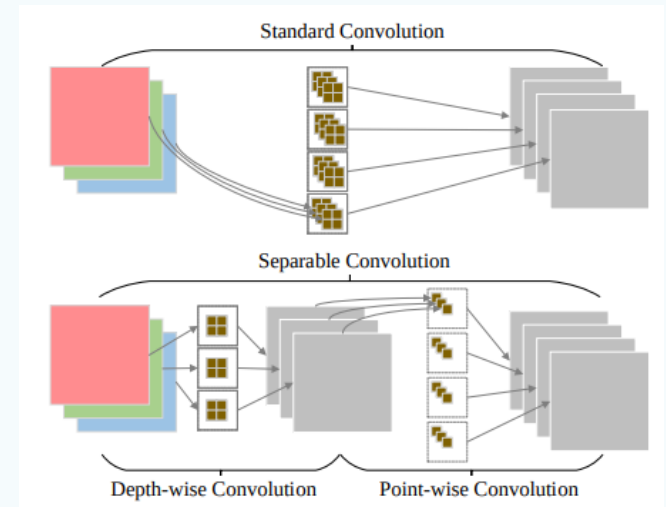 Standard Convolution
Separable Convolution
Depth-wise Convolution
Point-wise Convolution